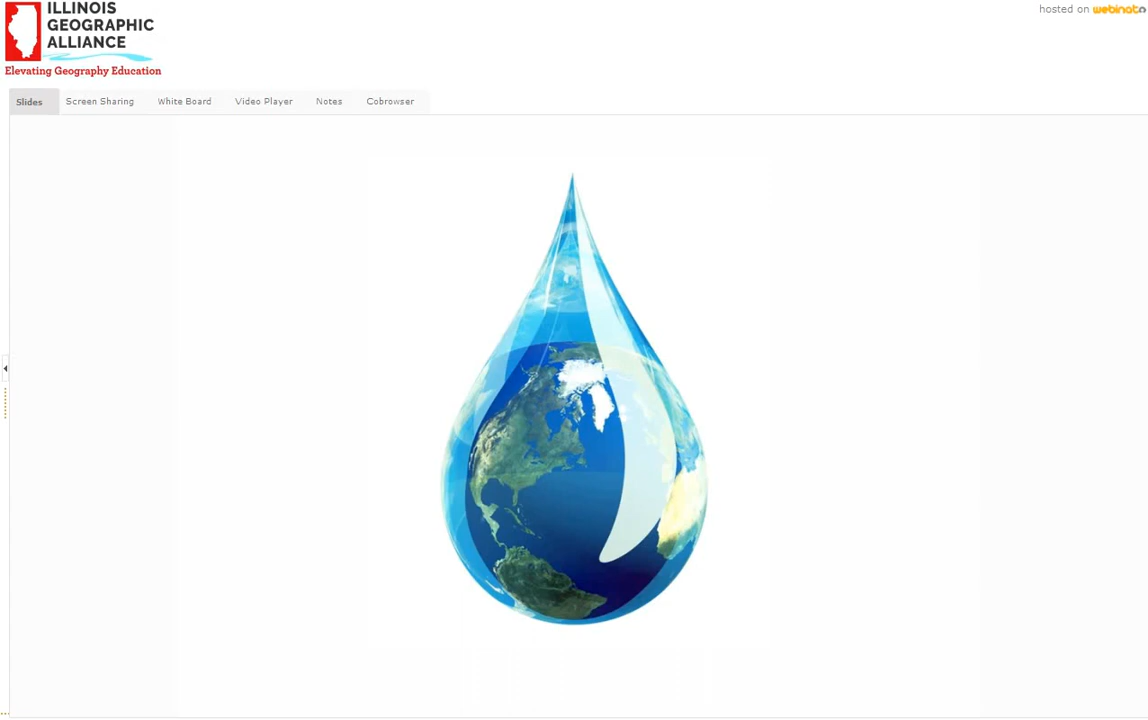 ILLINOIS
GEOGRAPHIC
ALLIANCE
Elevating Geography Education
hosted on webinato
Slides
Screen Sharing
White Board
Video Player
Notes
Cobrowser